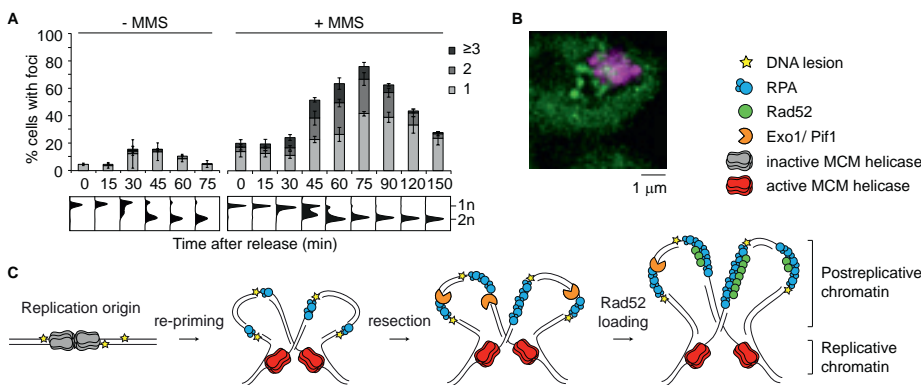 A
- MMS
+ MMS
% cells with foci
100
80
60
40
20
0
≥3
2
1
0 15 30 45 60 75
0 15 30 45 60 75 90 120 150
1n
2n
Time after release (min)
B
1 µm
DNA lesion
RPA
Rad52
Exo1/ Pif1
inactive MCM helicase
active MCM helicase
C
Replication origin
re-priming
resection
Rad52
loading
Postreplicative
chromatin
Replicative
chromatin